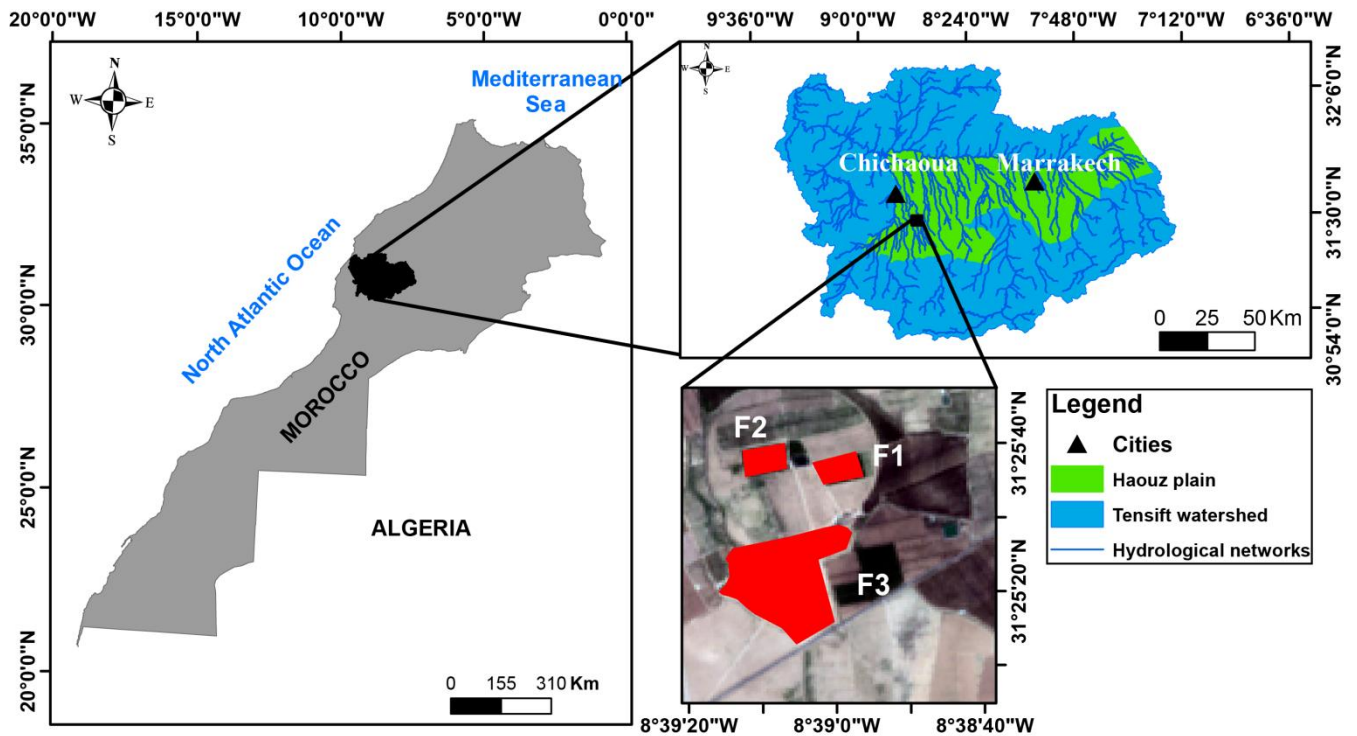 20°0'0"W
15°0'0"W
10°0'0"W
5°0'0"W
0°0'0"
9°36'0"W
9°0'0"W
8°24'0"W
7°48'0"W
7°12'0"W
6°36'0"W
N
W
E
S
Mediterranean
Sea
North Atlantic Ocean
MOROCCO
ALGERIA
35°0'0"N
30°0'0"N
25°0'0"N
20°0'0"N
0 155 310 Km
N
W
E
S
Chichaoua
Marrakech
0 25 50 Km
32°6'0"N
31°30'0"N
30°54'0"N
F2
F1
F3
31°25'40"N
31°25'20"N
8°39'20"W
8°39'0"W
8°38'40"W
Legend
Cities
Haouz plain
Tensift watershed
Hydrological networks